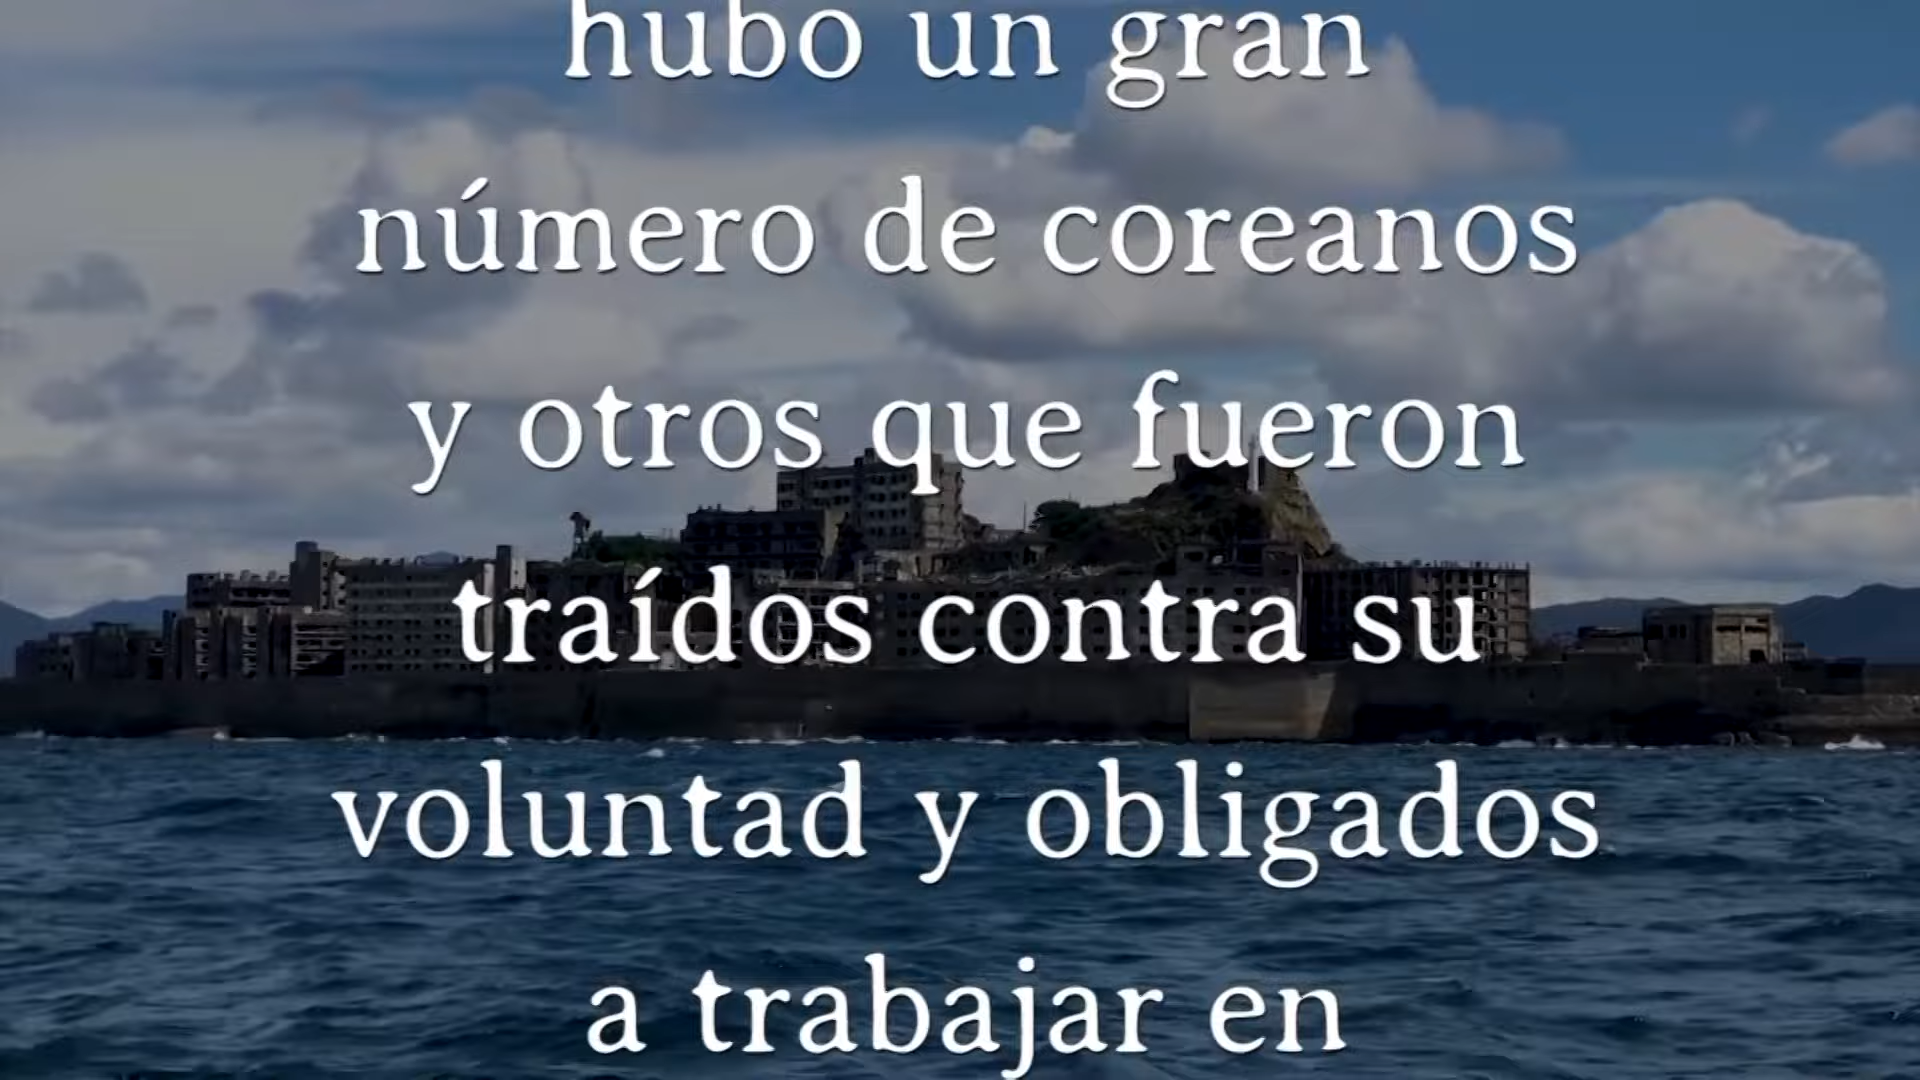 hubo un gran
número de coreanos
y otros que fueron
traídos contra su
voluntad y obligados
a trabajar en